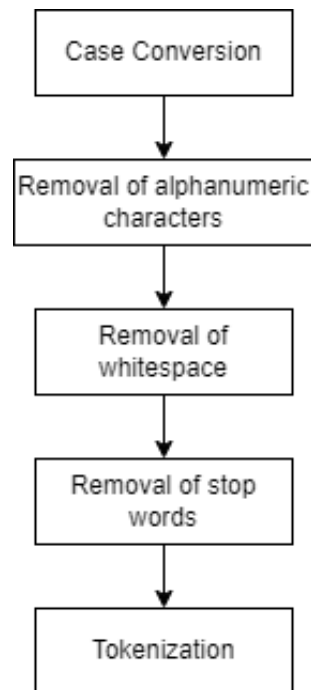 Case Conversion
Removal of alphanumeric
characters
Removal of
whitespace
Removal of stop
words
Tokenization